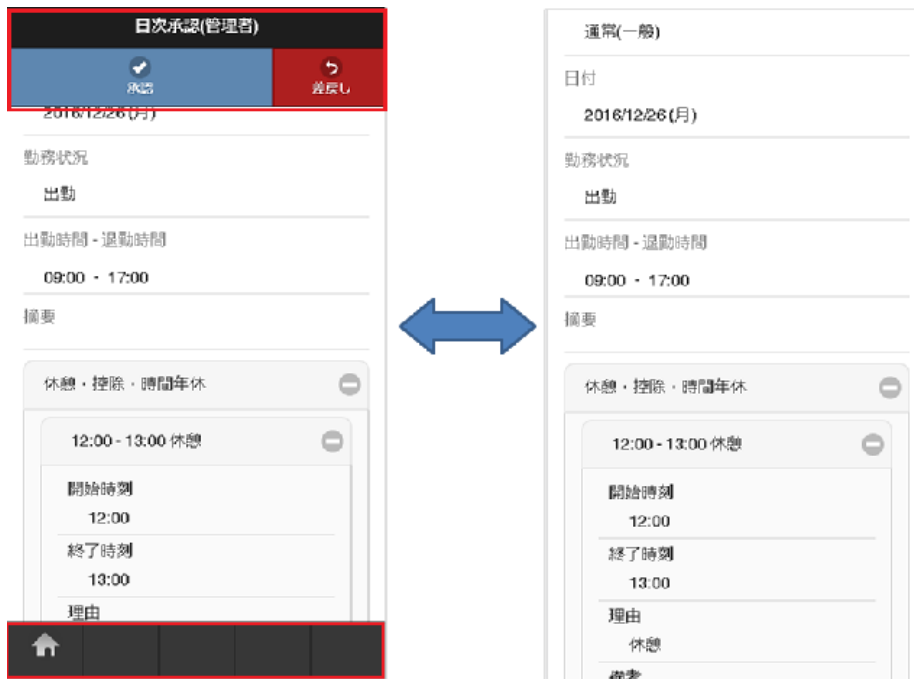 日次承認(管理者)
承認
差戻し
2016/12/26(月)
勤務状況
出勤
出勤時間 - 退勤時間
09:00 - 17:00
摘要
休憩・控除・時間年休
12:00 - 13:00 休憩
開始時刻
12:00
終了時刻
13:00
理由
通常(一般)
日付
2016/12/26(月)
勤務状況
出勤
出勤時間 - 退勤時間
09:00 - 17:00
摘要
休憩・控除・時間年休
12:00 - 13:00 休憩
開始時刻
12:00
終了時刻
13:00
理由
休憩
備考